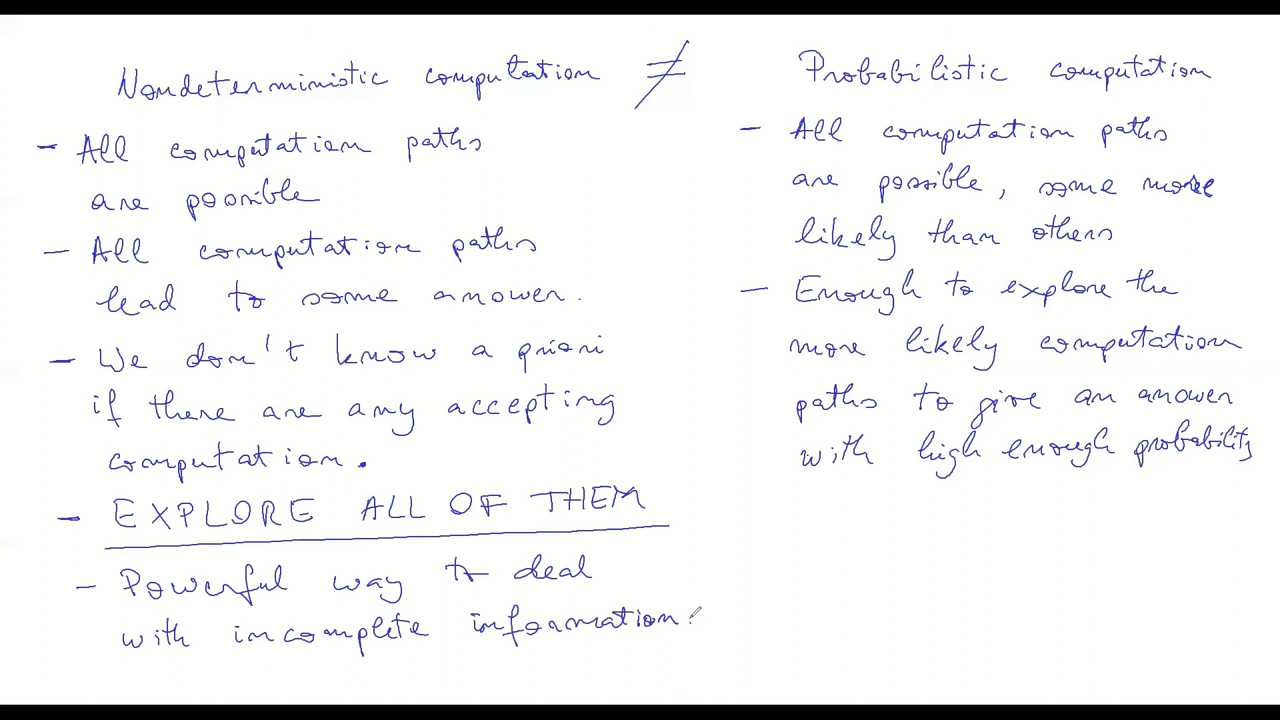 Nondeterministic computation ≠
- All computation paths
are possible
- All computation paths
lead to some answer.
- We don't know a priori
if there are any accepting
computation.
- EXPLORE ALL OF THEM
- Powerful way to deal
with incomplete information!
Probabilistic computation
- All computation paths
are possible, some more
likely than others
- Enough to explore the
more likely computation
paths to give an answer
with high enough probability